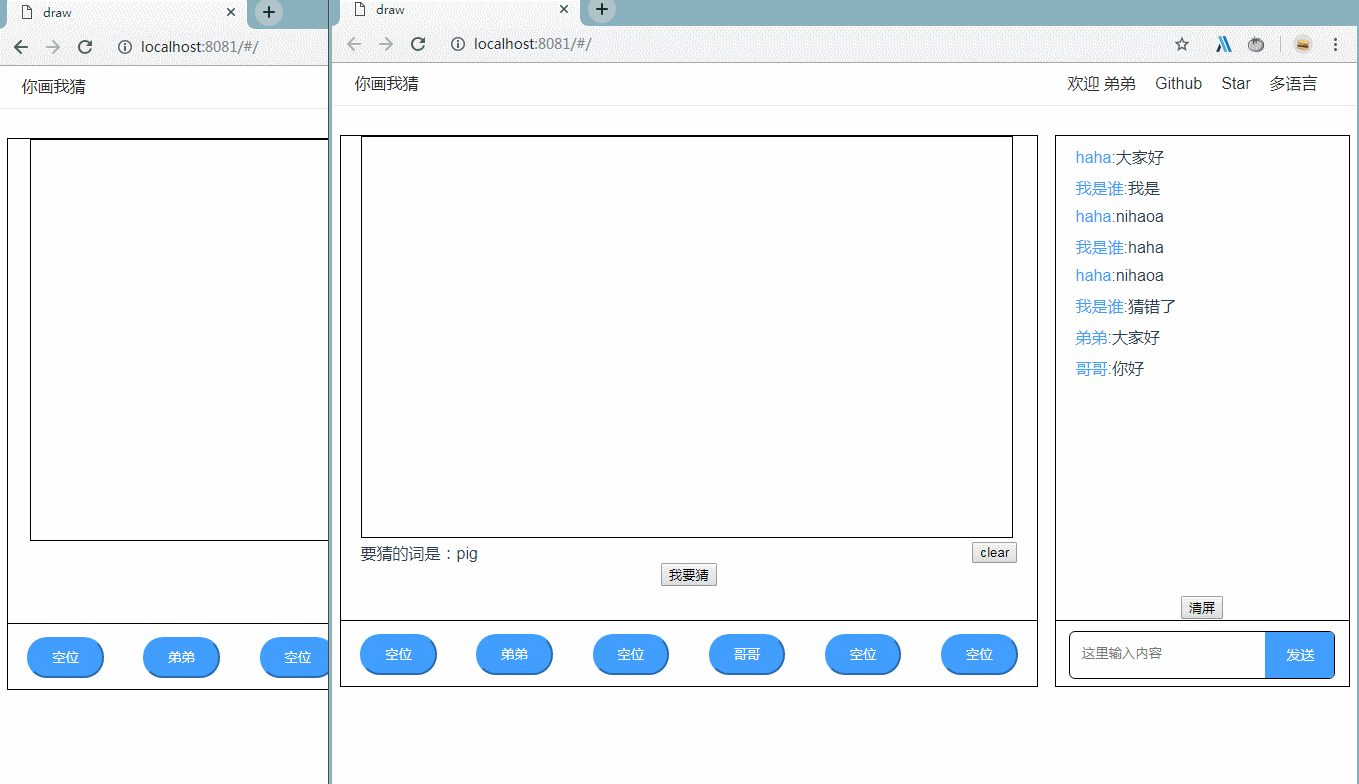 draw
localhost:8081/#/
你画我猜
空位
弟弟
空位
draw
localhost:8081/#/
你画我猜
欢迎 弟弟 Github Star 多语言
haha:大家好
我是谁:我是
haha:nihaoa
我是谁:haha
haha:nihaoa
我是谁:猜错了
弟弟:大家好
哥哥:你好
要猜的词是：pig
clear
我要猜
清屏
空位
弟弟
空位
哥哥
空位
空位
这里输入内容
发送